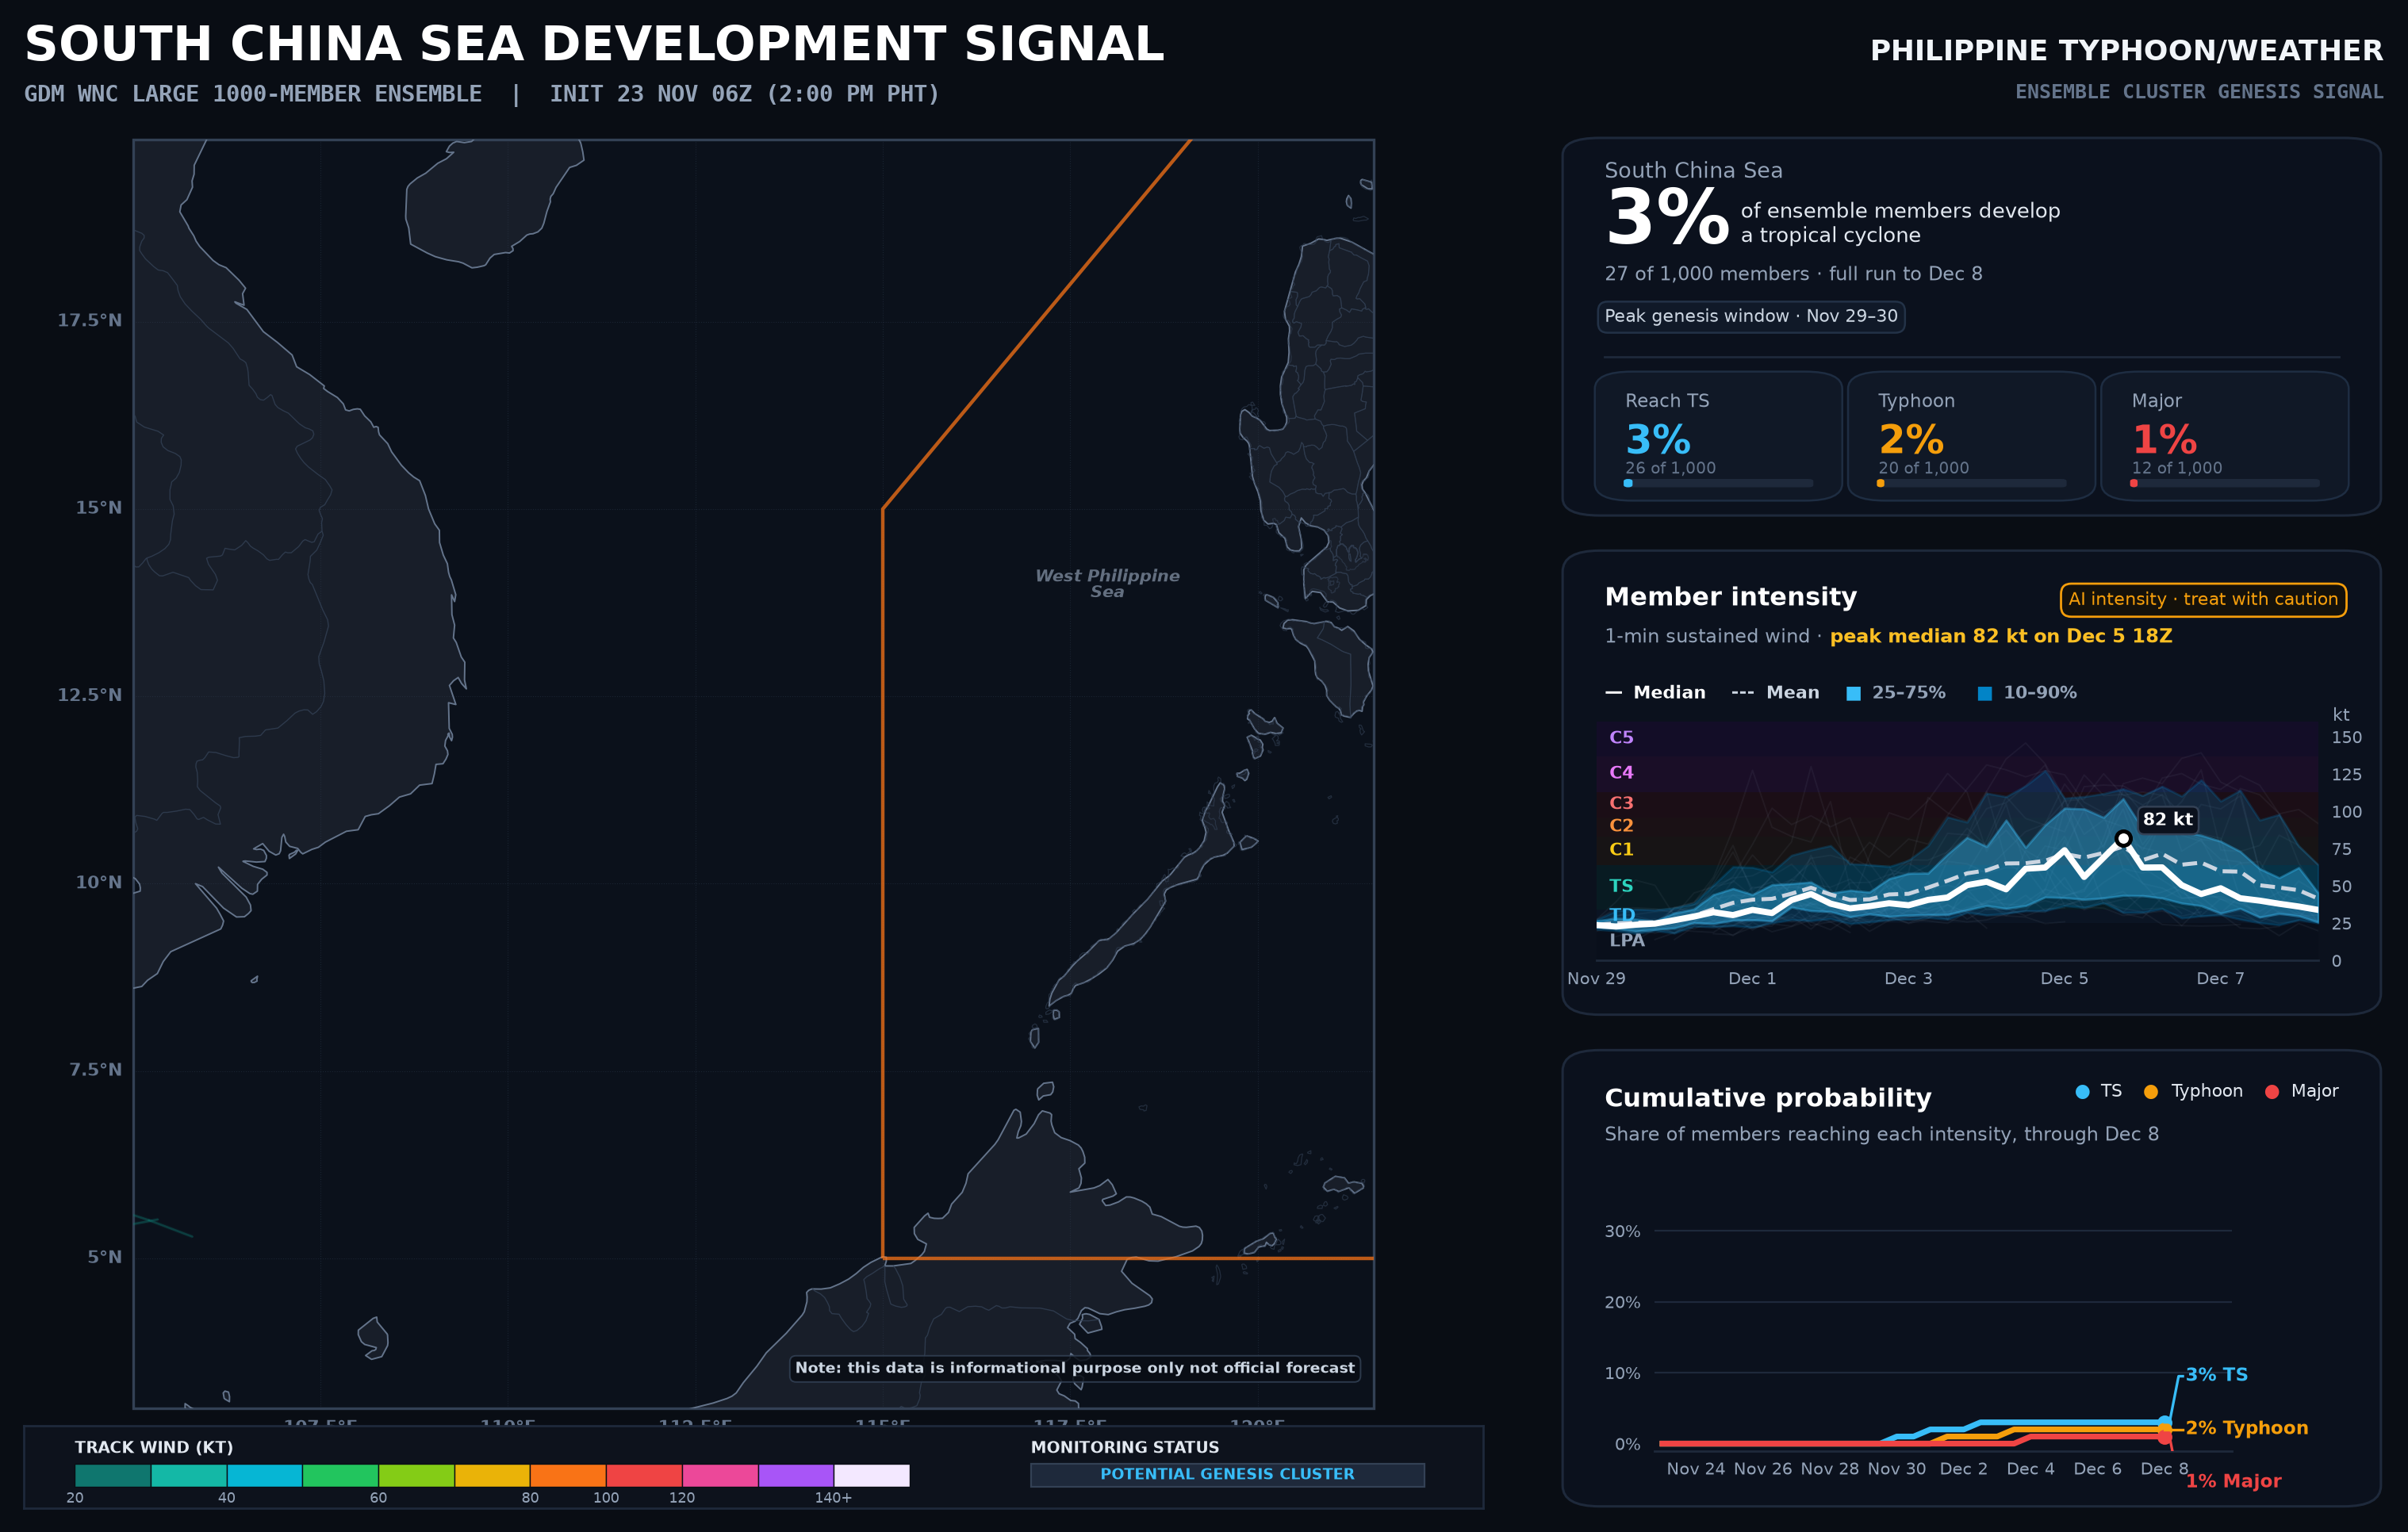 SOUTH CHINA SEA DEVELOPMENT SIGNAL
GDM WNC LARGE 1000-MEMBER ENSEMBLE | INIT 23 NOV 06Z (2:00 PM PHT)
PHILIPPINE TYPHOON/WEATHER
ENSEMBLE CLUSTER GENESIS SIGNAL
17.5°N
15°N
12.5°N
10°N
7.5°N
5°N
West Philippine
Sea
Note: this data is informational purpose only not official forecast
107.5°E 110°E 112.5°E 115°E 117.5°E 120°E
TRACK WIND (KT)
20 40 60 80 100 120 140+
MONITORING STATUS
POTENTIAL GENESIS CLUSTER
South China Sea
3% of ensemble members develop
a tropical cyclone
27 of 1,000 members · full run to Dec 8
Peak genesis window · Nov 29–30
Reach TS
3%
26 of 1,000
Typhoon
2%
20 of 1,000
Major
1%
12 of 1,000
Member intensity
AI intensity · treat with caution
1-min sustained wind · peak median 82 kt on Dec 5 18Z
Median Mean 25–75% 10–90%
kt
C5 150
C4 125
C3 100
C2
C1 75
TS 50
TD 25
LPA
0
82 kt
Nov 29 Dec 1 Dec 3 Dec 5 Dec 7
Cumulative probability
TS Typhoon Major
Share of members reaching each intensity, through Dec 8
30%
20%
10%
0%
3% TS
2% Typhoon
1% Major
Nov 24 Nov 26 Nov 28 Nov 30 Dec 2 Dec 4 Dec 6 Dec 8